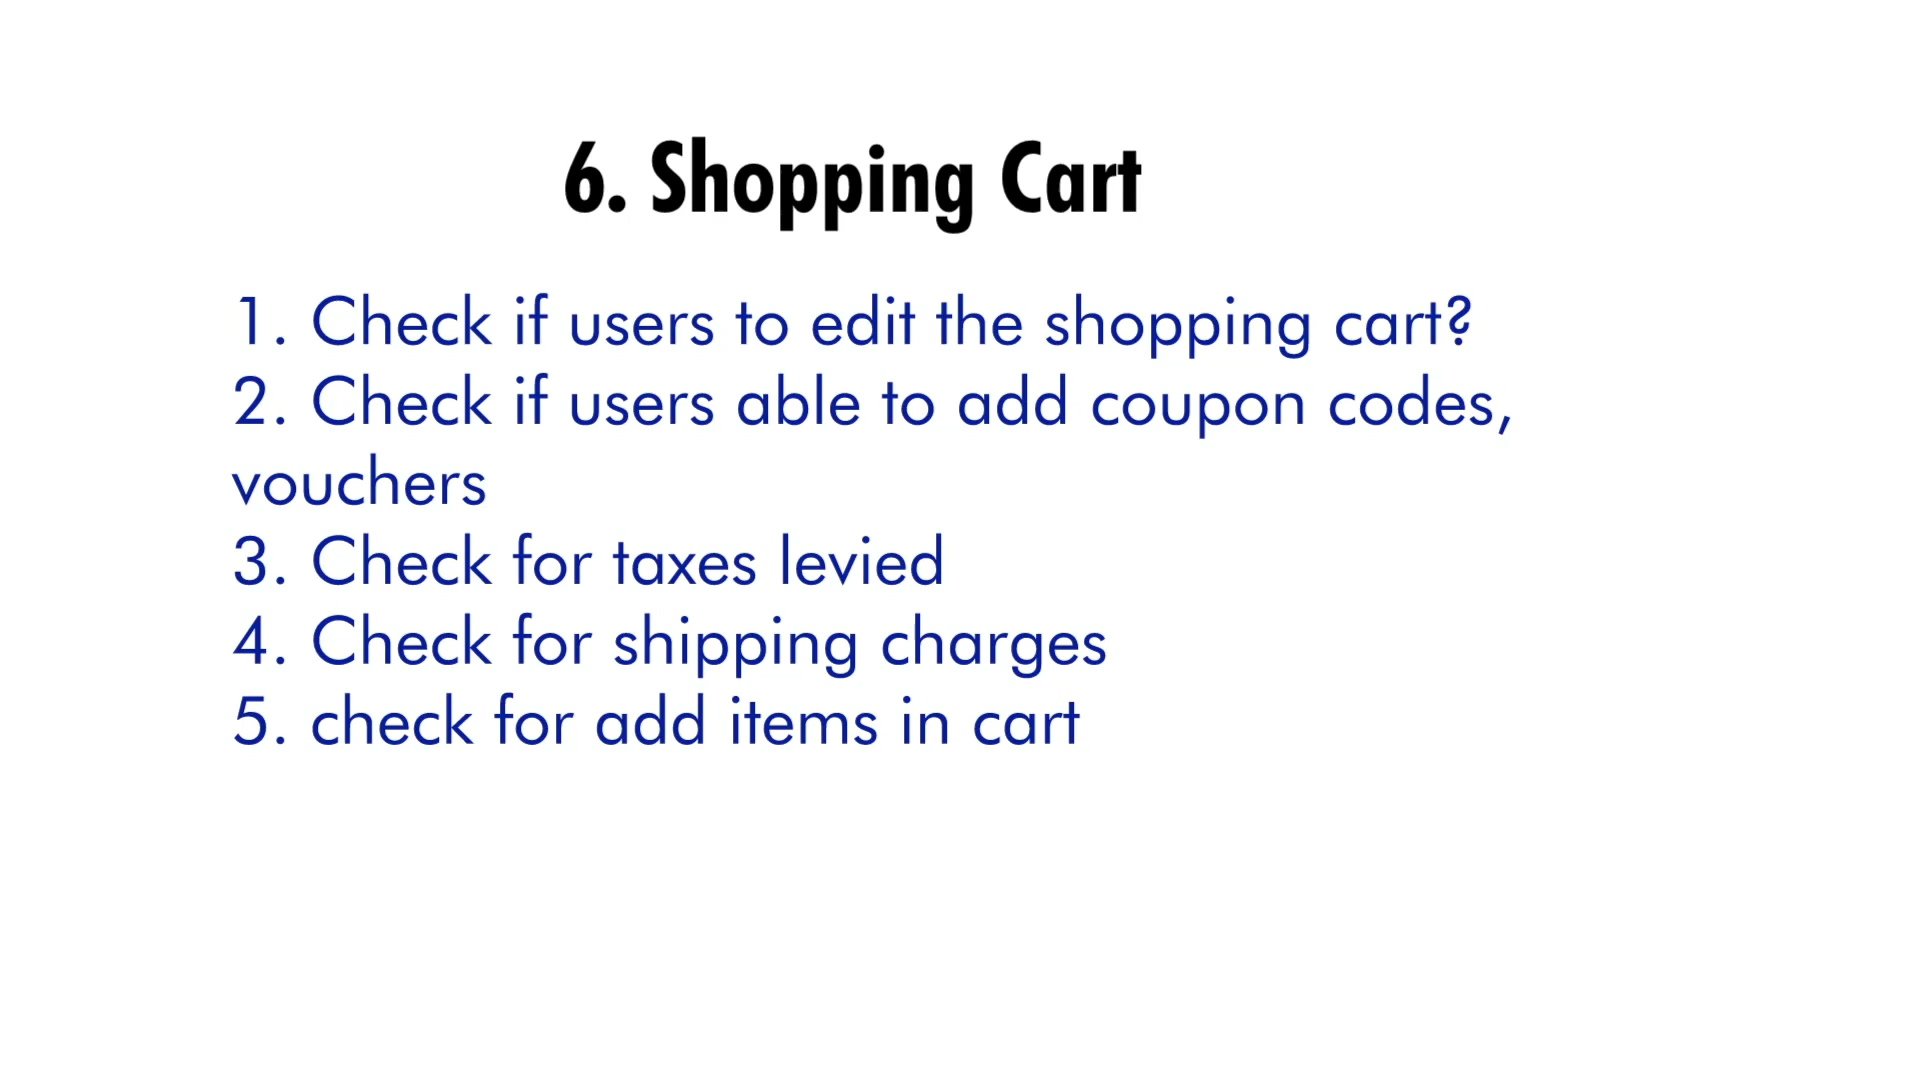 6. Shopping Cart
1. Check if users to edit the shopping cart?
2. Check if users able to add coupon codes,
vouchers
3. Check for taxes levied
4. Check for shipping charges
5. check for add items in cart